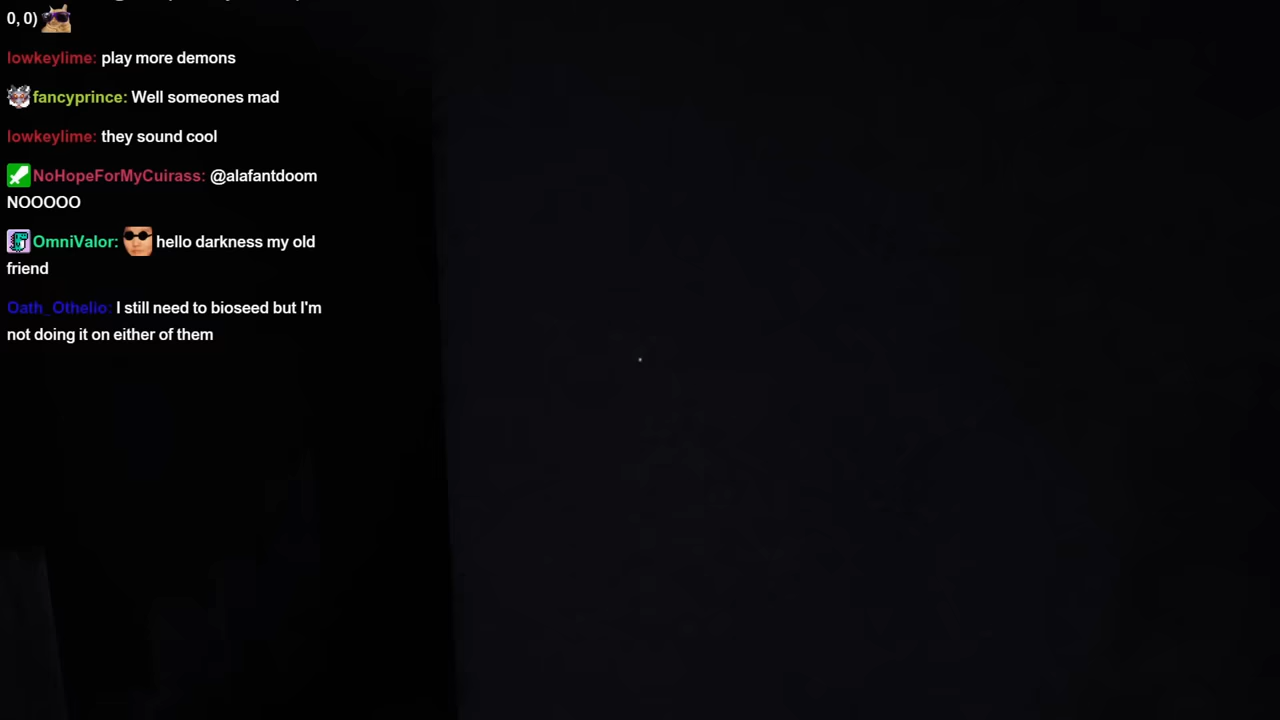 0, 0)
lowkeylime: play more demons
fancyprince: Well someones mad
lowkeylime: they sound cool
NoHopeForMyCuirass: @alafantdoom
NOOOOO
OmniValor: hello darkness my old
friend
Oath_Othello: I still need to bioseed but I'm
not doing it on either of them